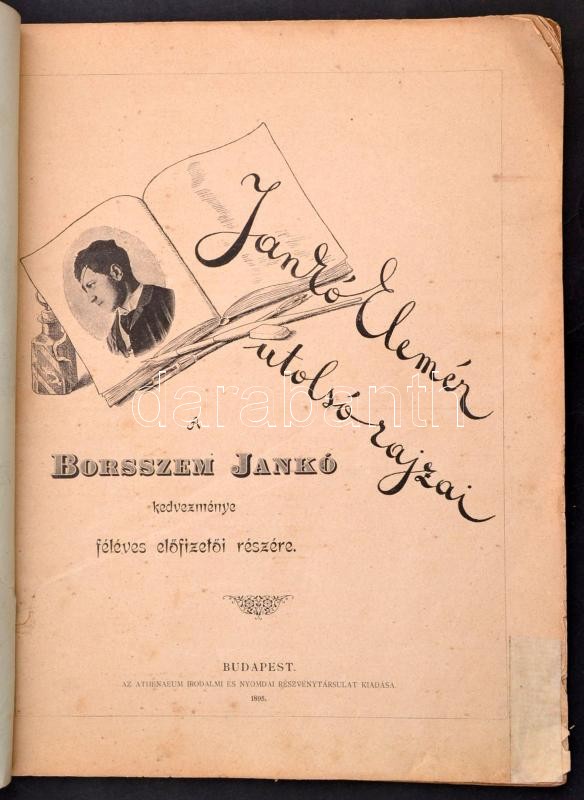 Jankó Elemér
utolsó rajzai
A
BORSSZEM JANKÓ
kedvezménye
féléves előfizetői részére.
BUDAPEST.
AZ ATHENAEUM IRODALMI ÉS NYOMDAI RÉSZVÉNYTÁRSULAT KIADÁSA.
1895.
darabanth